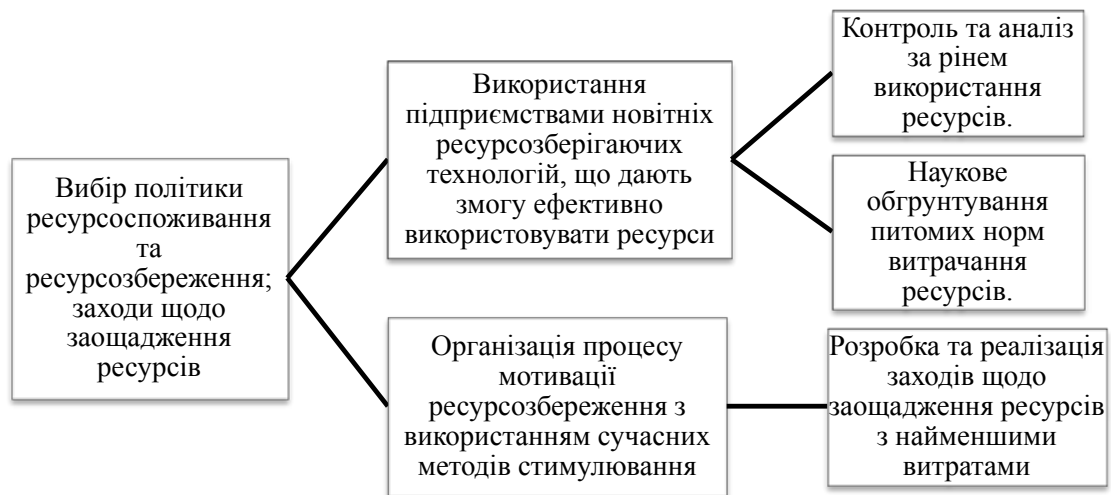 Вибір політики
ресурсоспоживання
та
ресурсозбереження;
заходи щодо
заощадження
ресурсів
Використання
підприємствами новітніх
ресурсозберігаючих
технологій, що дають
змогу ефективно
використовувати ресурси
Контроль та аналіз
за рінем
використання
ресурсів.
Наукове
обгрунтування
питомих норм
витрачання
ресурсів.
Організація процесу
мотивації
ресурсозбереження з
використанням сучасних
методів стимулювання
Розробка та реалізація
заходів щодо
заощадження ресурсів
з найменшими
витратами